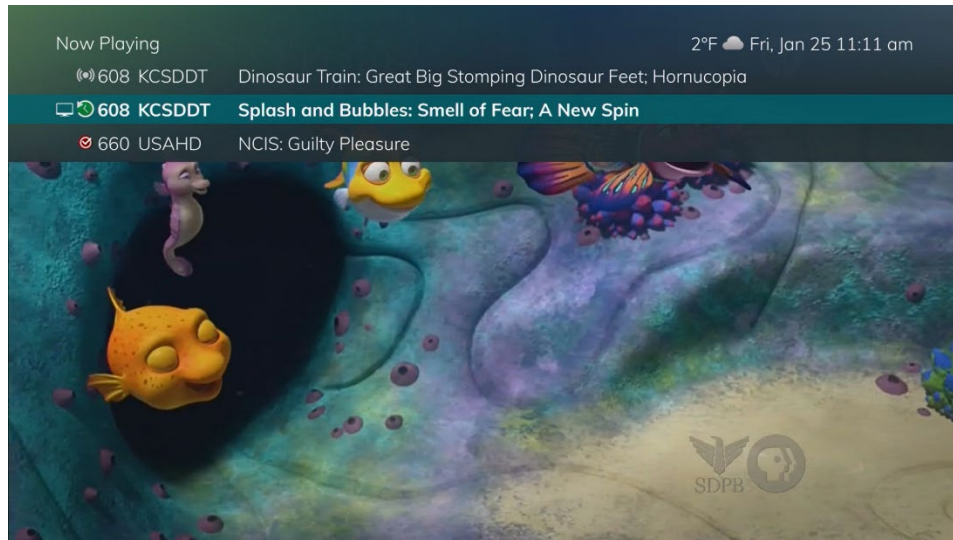 Now Playing 2°F Fri, Jan 25 11:11 am
608 KCSDDT Dinosaur Train: Great Big Stomping Dinosaur Feet; Hornucopia
608 KCSDDT Splash and Bubbles: Smell of Fear; A New Spin
660 USAHD NCIS: Guilty Pleasure
SDPB